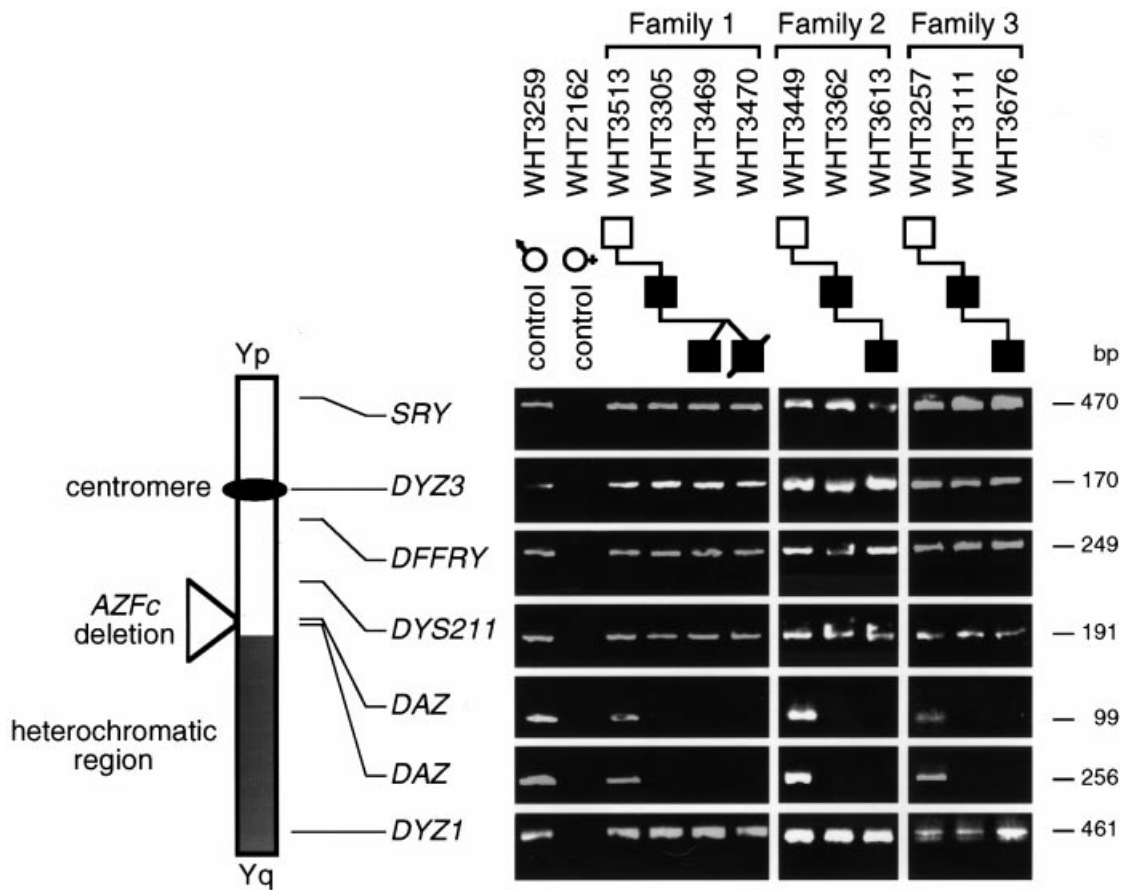 Family 1
Family 2
Family 3
WHT3259
WHT2162
WHT3513
WHT3305
WHT3469
WHT3470
WHT3449
WHT3362
WHT3613
WHT3257
WHT3111
WHT3676
control
control
bp
Yp
SRY
470
centromere
DYZ3
170
DFFRY
249
AZFc
deletion
DYS211
191
DAZ
99
heterochromatic
region
DAZ
256
DYZ1
461
Yq